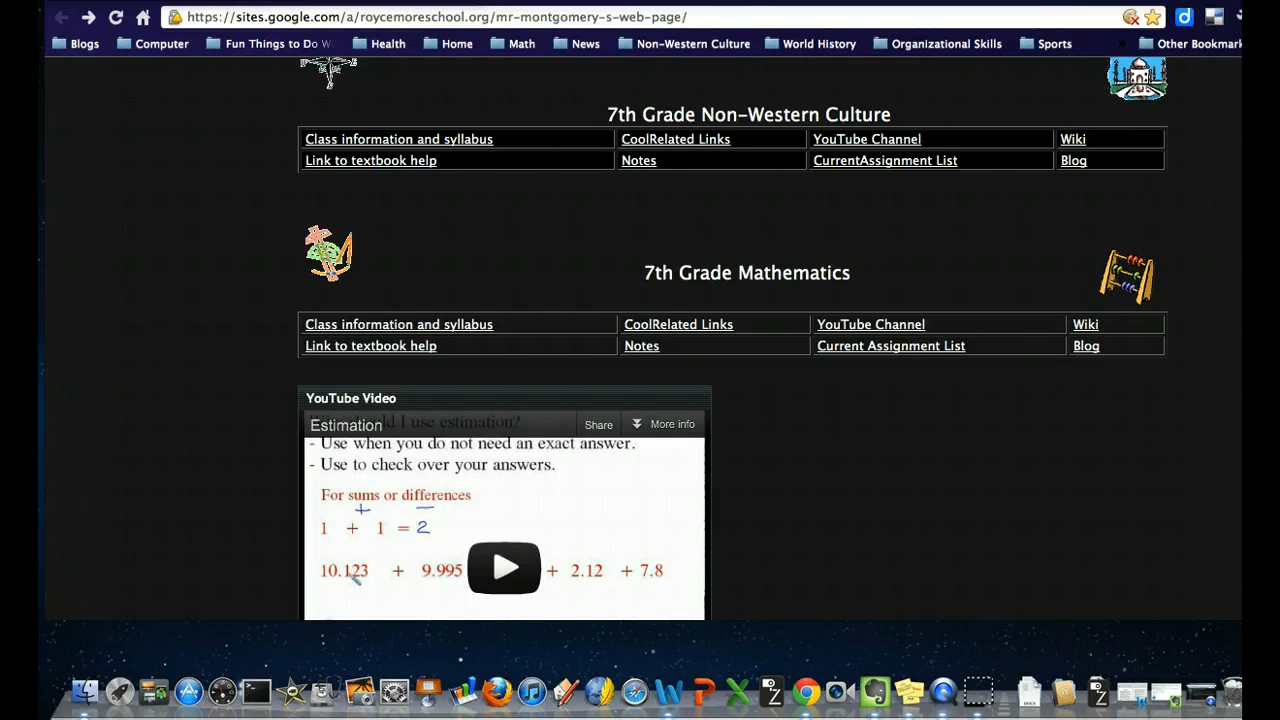 https://sites.google.com/a/roycemoreschool.org/mr-montgomery-s-web-page/
Blogs Computer Fun Things to Do W Health Home Math News Non-Western Culture World History Organizational Skills Sports » Other Bookmark
7th Grade Non-Western Culture
Class information and syllabus CoolRelated Links YouTube Channel Wiki
Link to textbook help Notes CurrentAssignment List Blog
7th Grade Mathematics
Class information and syllabus CoolRelated Links YouTube Channel Wiki
Link to textbook help Notes Current Assignment List Blog
YouTube Video
I use estimation?
Estimation Share More info
- Use when you do not need an exact answer.
- Use to check over your answers.
For sums or differences
+ −
1 + 1 = 2
10.123 + 9.995 + 2.12 + 7.8